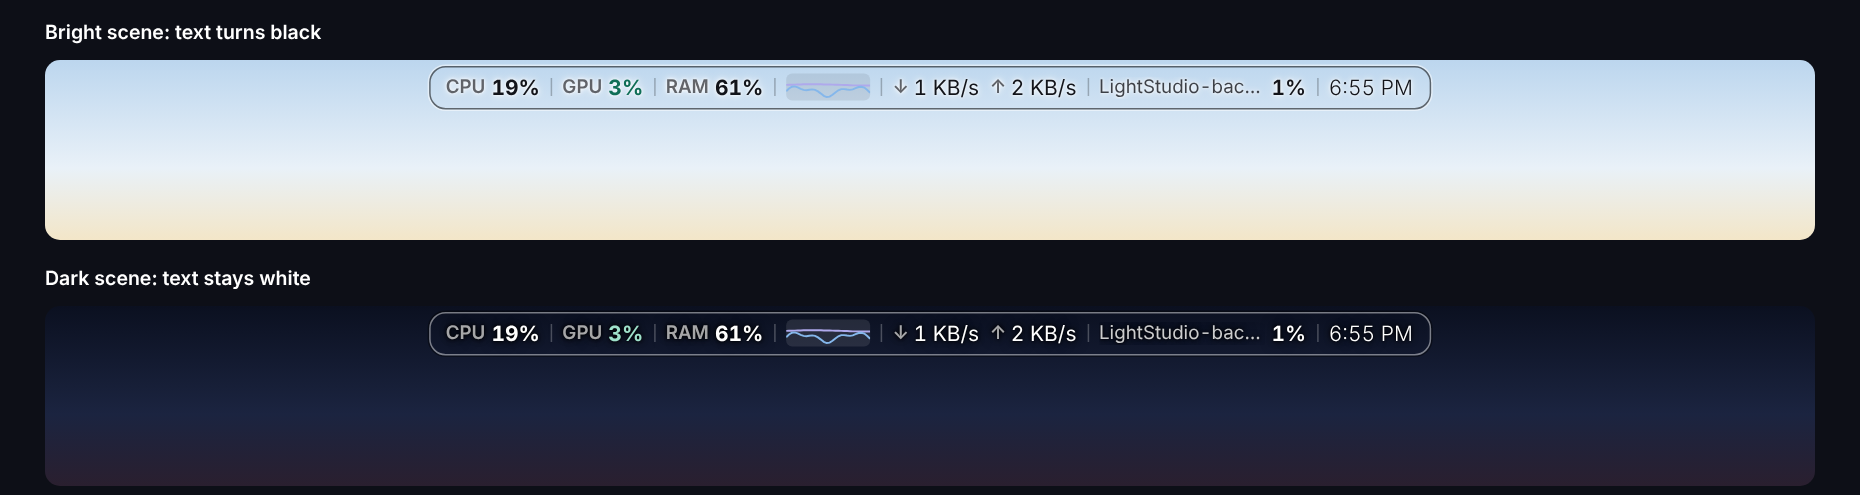 Bright scene: text turns black
CPU 19% | GPU 3% | RAM 61% | | ↓ 1 KB/s ↑ 2 KB/s | LightStudio-bac... 1% | 6:55 PM
Dark scene: text stays white
CPU 19% | GPU 3% | RAM 61% | | ↓ 1 KB/s ↑ 2 KB/s | LightStudio-bac... 1% | 6:55 PM